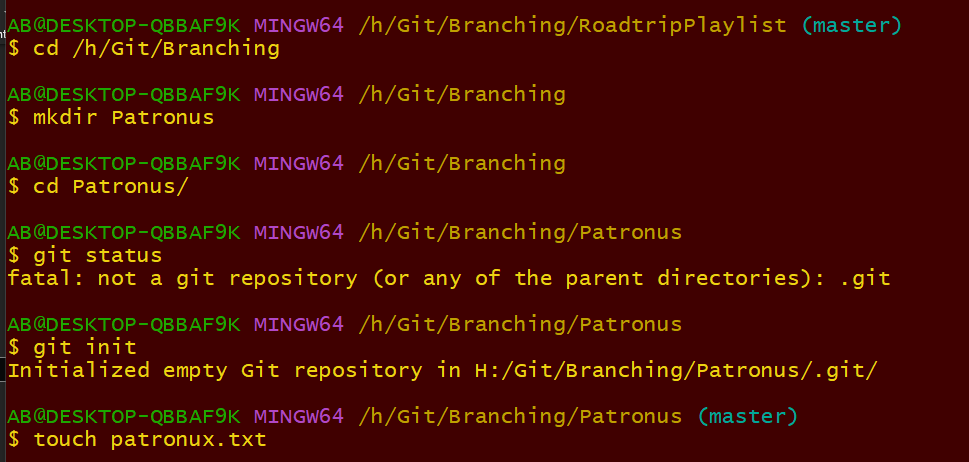 AB@DESKTOP-QBBAF9K MINGW64 /h/Git/Branching/RoadtripPlaylist (master)
$ cd /h/Git/Branching
AB@DESKTOP-QBBAF9K MINGW64 /h/Git/Branching
$ mkdir Patronus
AB@DESKTOP-QBBAF9K MINGW64 /h/Git/Branching
$ cd Patronus/
AB@DESKTOP-QBBAF9K MINGW64 /h/Git/Branching/Patronus
$ git status
fatal: not a git repository (or any of the parent directories): .git
AB@DESKTOP-QBBAF9K MINGW64 /h/Git/Branching/Patronus
$ git init
Initialized empty Git repository in H:/Git/Branching/Patronus/.git/
AB@DESKTOP-QBBAF9K MINGW64 /h/Git/Branching/Patronus (master)
$ touch patronux.txt